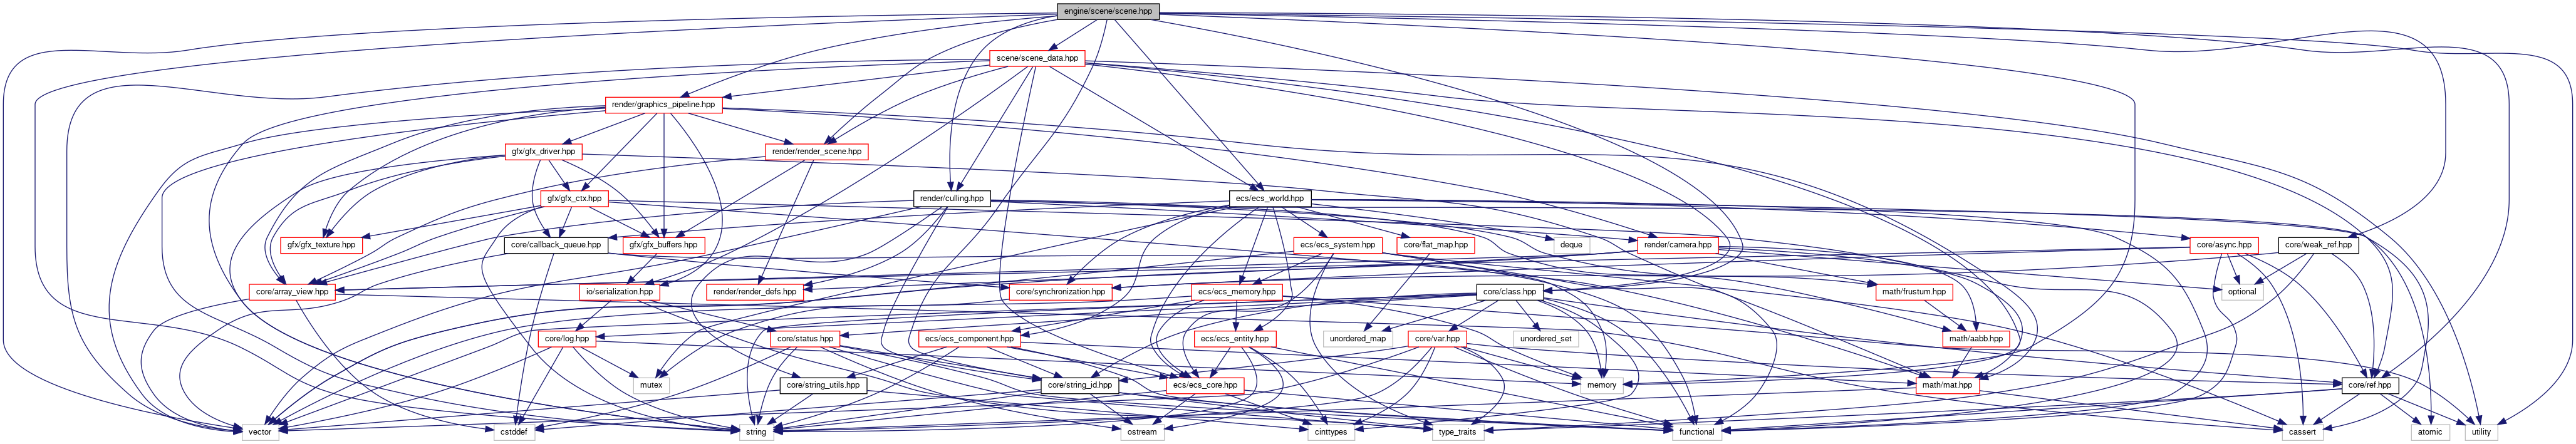 engine/scene/scene.hpp
scene/scene_data.hpp
render/graphics_pipeline.hpp
gfx/gfx_driver.hpp
render/render_scene.hpp
gfx/gfx_ctx.hpp
render/culling.hpp
ecs/ecs_world.hpp
gfx/gfx_texture.hpp
core/callback_queue.hpp
gfx/gfx_buffers.hpp
ecs/ecs_system.hpp
core/flat_map.hpp
deque
render/camera.hpp
core/async.hpp
core/weak_ref.hpp
core/array_view.hpp
io/serialization.hpp
render/render_defs.hpp
core/synchronization.hpp
ecs/ecs_memory.hpp
core/class.hpp
math/frustum.hpp
optional
core/log.hpp
core/status.hpp
ecs/ecs_component.hpp
ecs/ecs_entity.hpp
unordered_map
core/var.hpp
unordered_set
math/aabb.hpp
mutex
core/string_utils.hpp
core/string_id.hpp
ecs/ecs_core.hpp
memory
math/mat.hpp
core/ref.hpp
vector
cstddef
string
ostream
cinttypes
type_traits
functional
cassert
atomic
utility